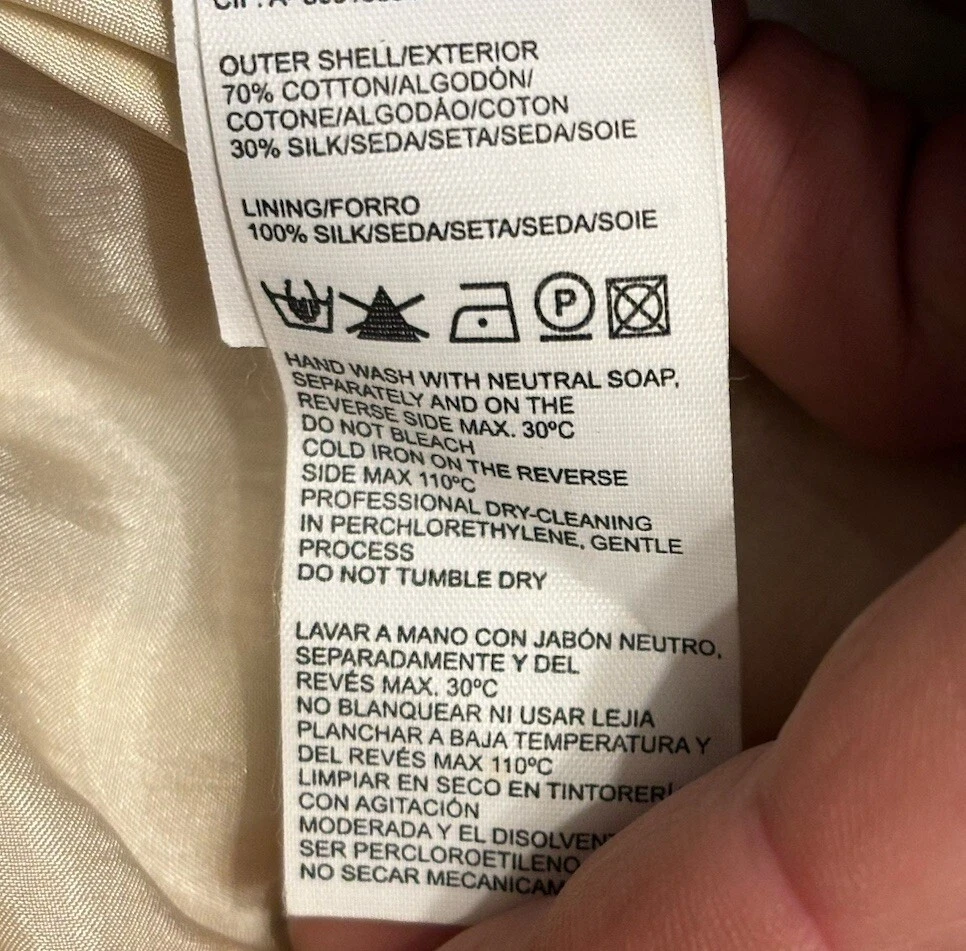 OUTER SHELL/EXTERIOR
70% COTTON/ALGODÓN/
COTONE/ALGODÃO/COTON
30% SILK/SEDA/SETA/SEDA/SOIE
LINING/FORRO
100% SILK/SEDA/SETA/SEDA/SOIE
P
HAND WASH WITH NEUTRAL SOAP,
SEPARATELY AND ON THE
REVERSE SIDE MAX. 30ºC
DO NOT BLEACH
COLD IRON ON THE REVERSE
SIDE MAX 110ºC
PROFESSIONAL DRY-CLEANING
IN PERCHLORETHYLENE, GENTLE
PROCESS
DO NOT TUMBLE DRY
LAVAR A MANO CON JABÓN NEUTRO,
SEPARADAMENTE Y DEL
REVÉS MAX. 30ºC
NO BLANQUEAR NI USAR LEJIA
PLANCHAR A BAJA TEMPERATURA Y
DEL REVÉS MAX 110ºC
LIMPIAR EN SECO EN
CON AGITACIÓN
MODERADA Y EL
SER PERCLOROETILENO
NO SECAR